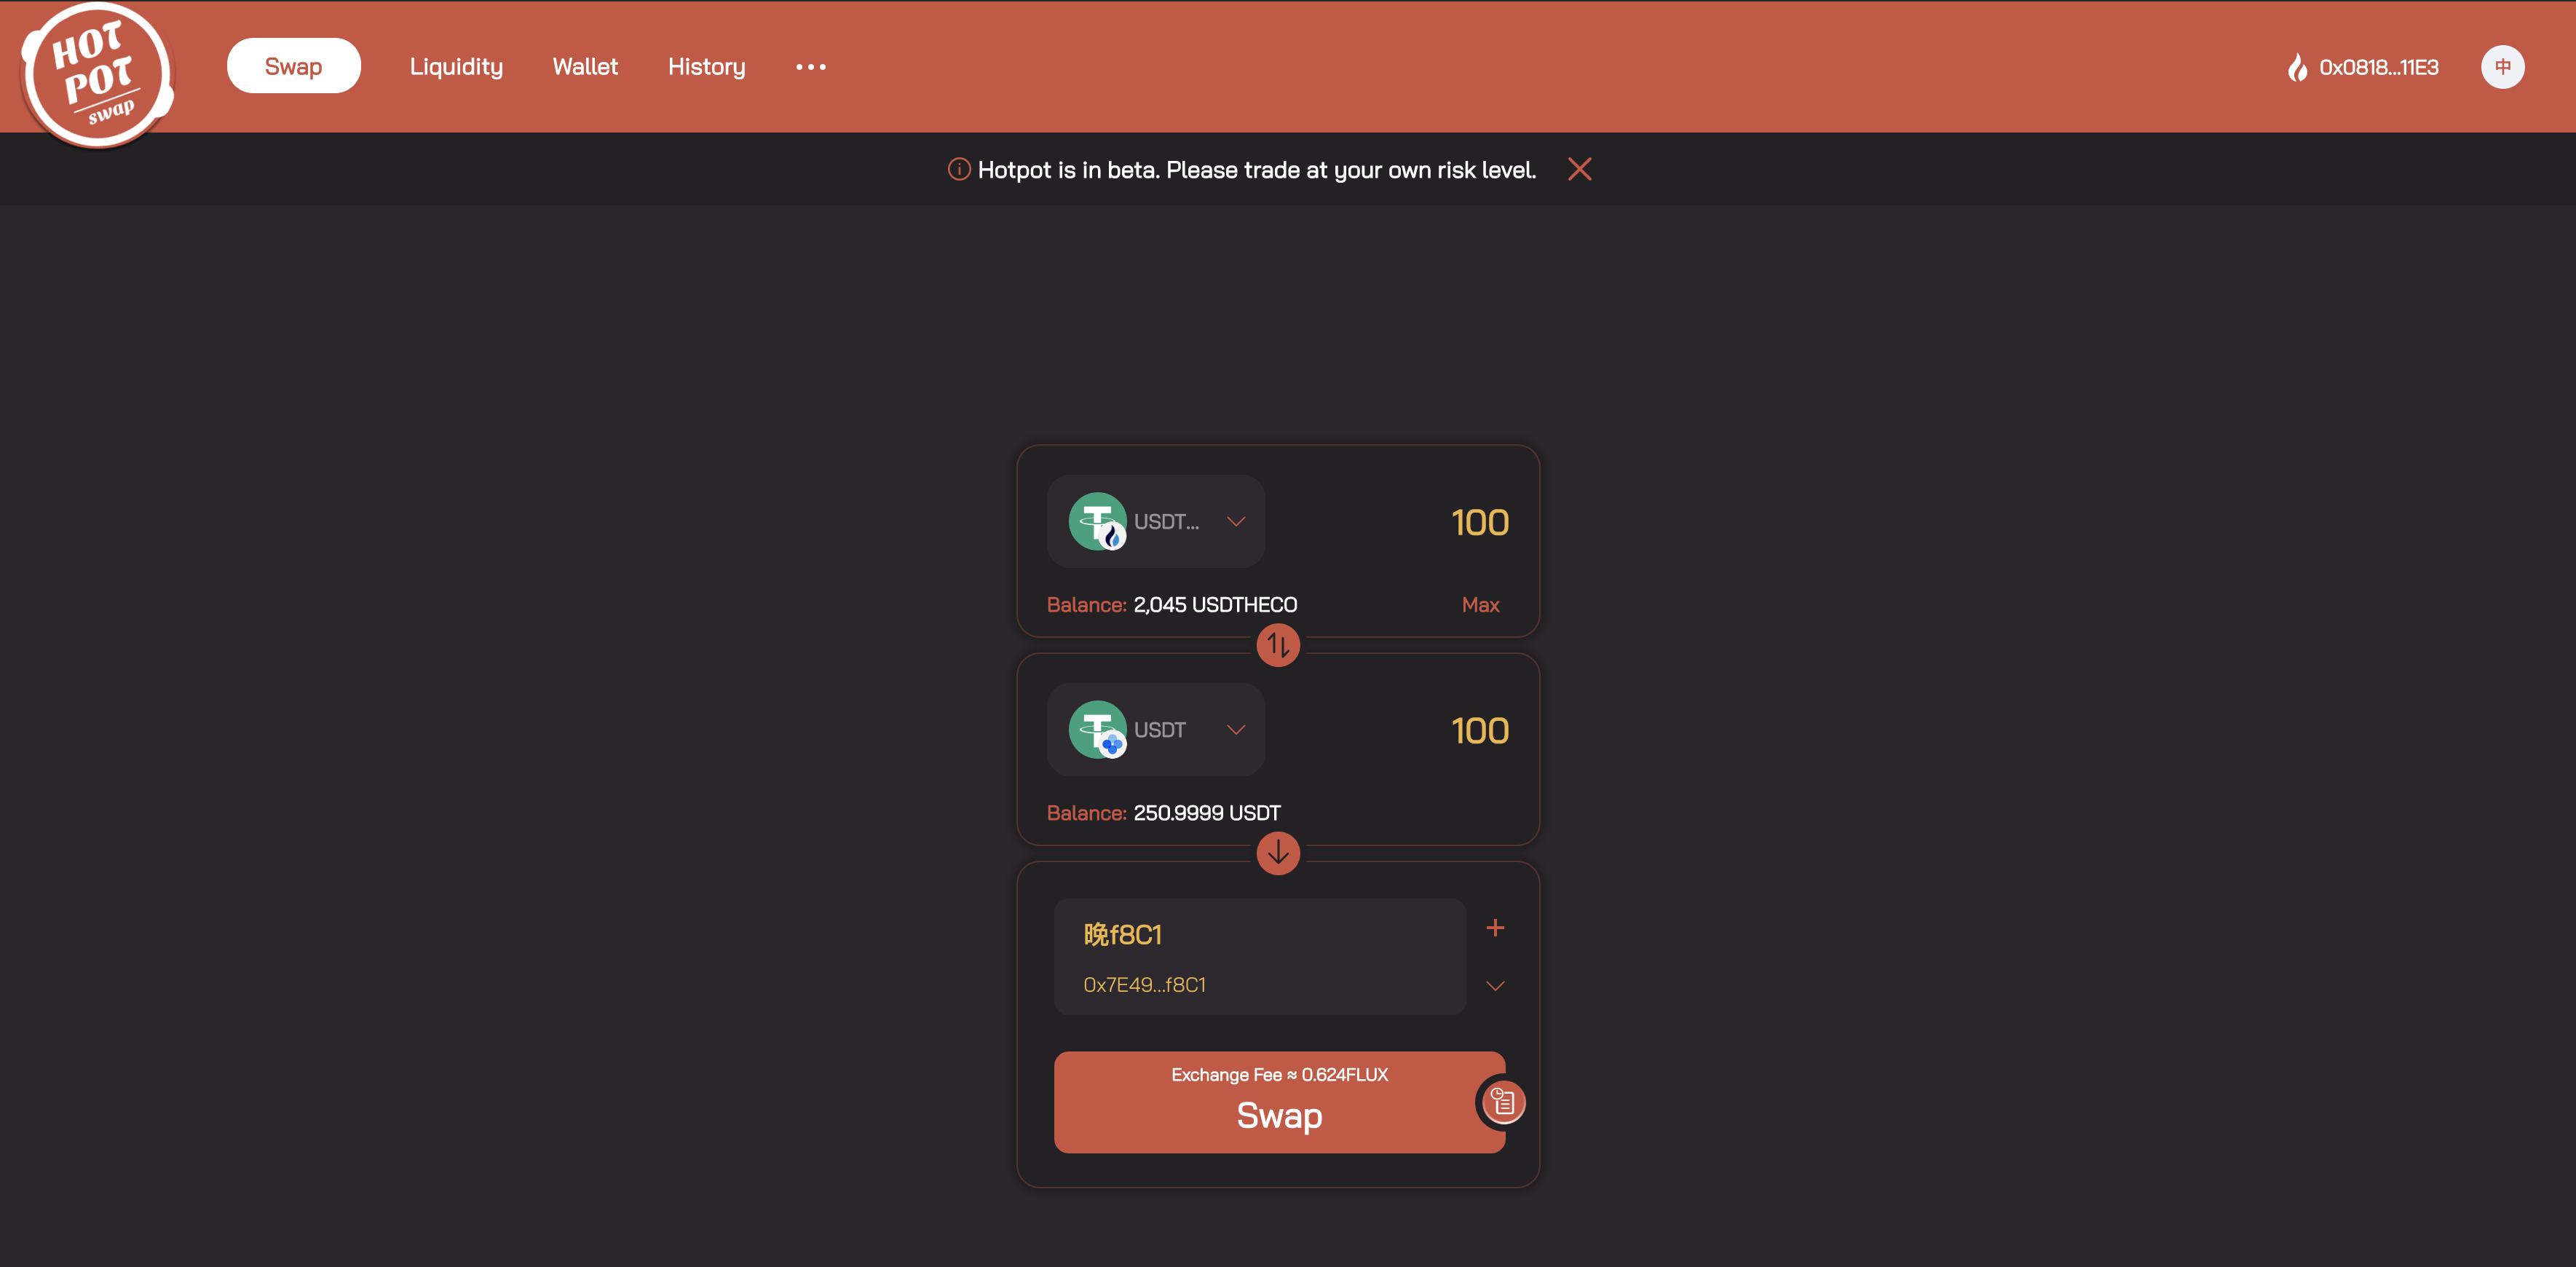 HOT
POT
swap
Swap Liquidity Wallet History ... 0x0818...11E3 中
Hotpot is in beta. Please trade at your own risk level.
USDT... 100
Balance: 2,045 USDTHECO Max
USDT 100
Balance: 250.9999 USDT
晚f8C1
0x7E49...f8C1
Exchange Fee ≈ 0.624FLUX
Swap